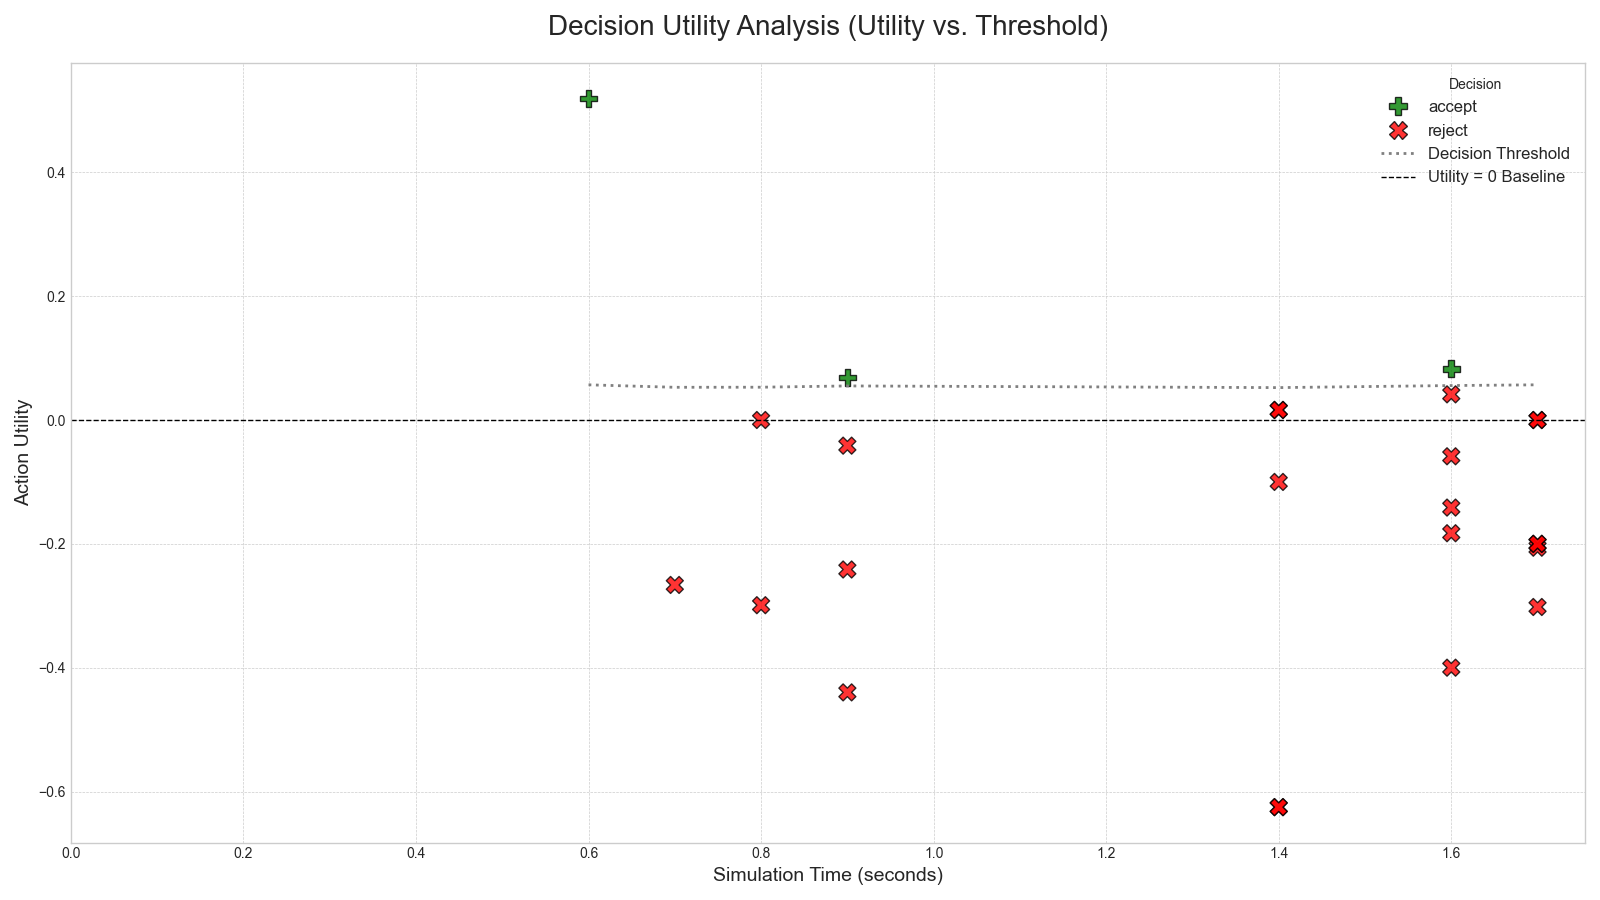 Decision Utility Analysis (Utility vs. Threshold)
Decision
accept
reject
Decision Threshold
Utility = 0 Baseline
Action Utility
0.4
0.2
0.0
−0.2
−0.4
−0.6
0.0 0.2 0.4 0.6 0.8 1.0 1.2 1.4 1.6
Simulation Time (seconds)